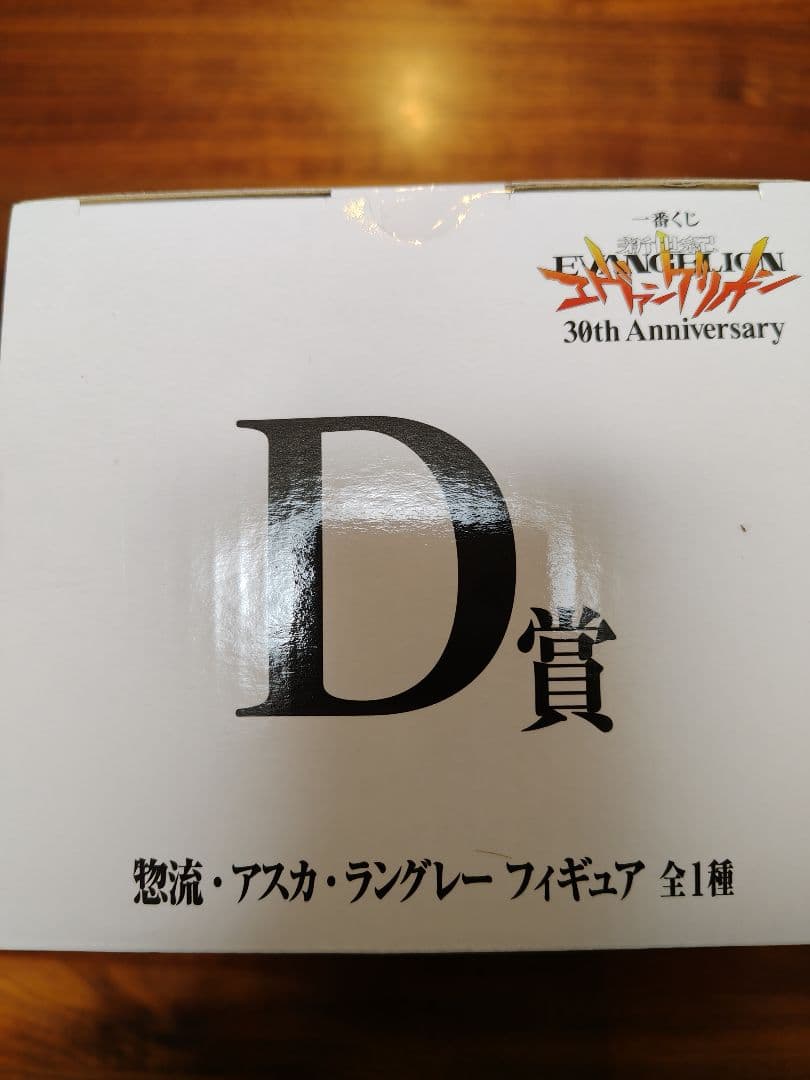 一番くじ
新世紀
EVANGELION
エヴァンゲリオン
30th Anniversary
D賞
惣流・アスカ・ラングレー フィギュア 全1種